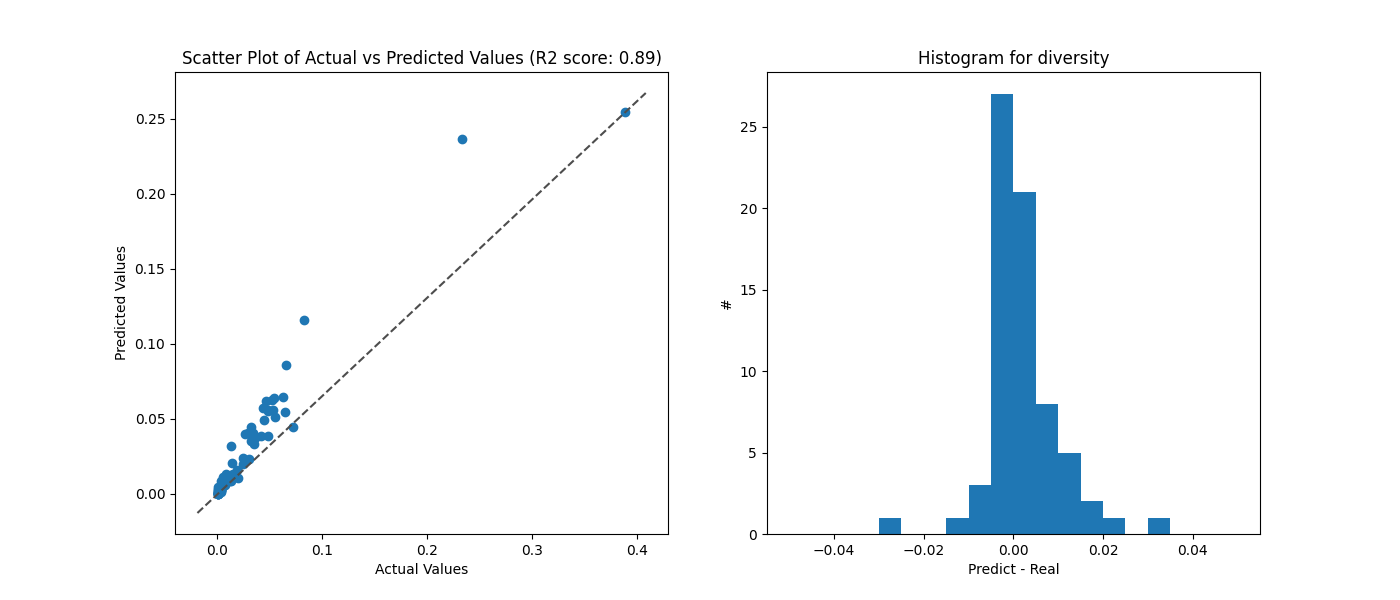 Scatter Plot of Actual vs Predicted Values (R2 score: 0.89)
Predicted Values
0.25
0.20
0.15
0.10
0.05
0.00
0.0 0.1 0.2 0.3 0.4
Actual Values
Histogram for diversity
#
25
20
15
10
5
0
−0.04 −0.02 0.00 0.02 0.04
Predict - Real